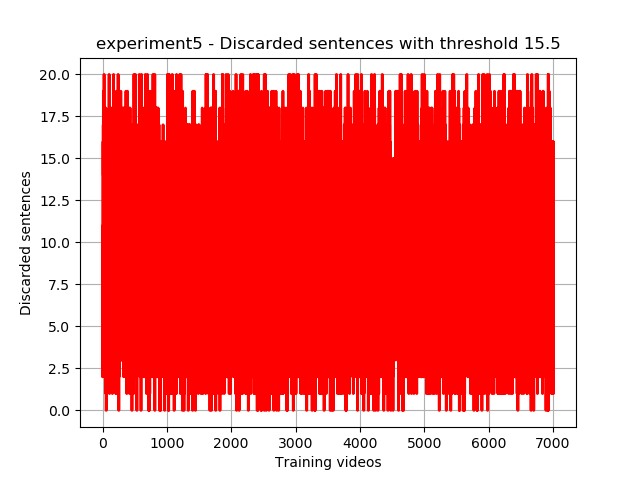 experiment5 - Discarded sentences with threshold 15.5
20.0
17.5
15.0
12.5
10.0
7.5
5.0
2.5
0.0
Discarded sentences
0 1000 2000 3000 4000 5000 6000 7000
Training videos